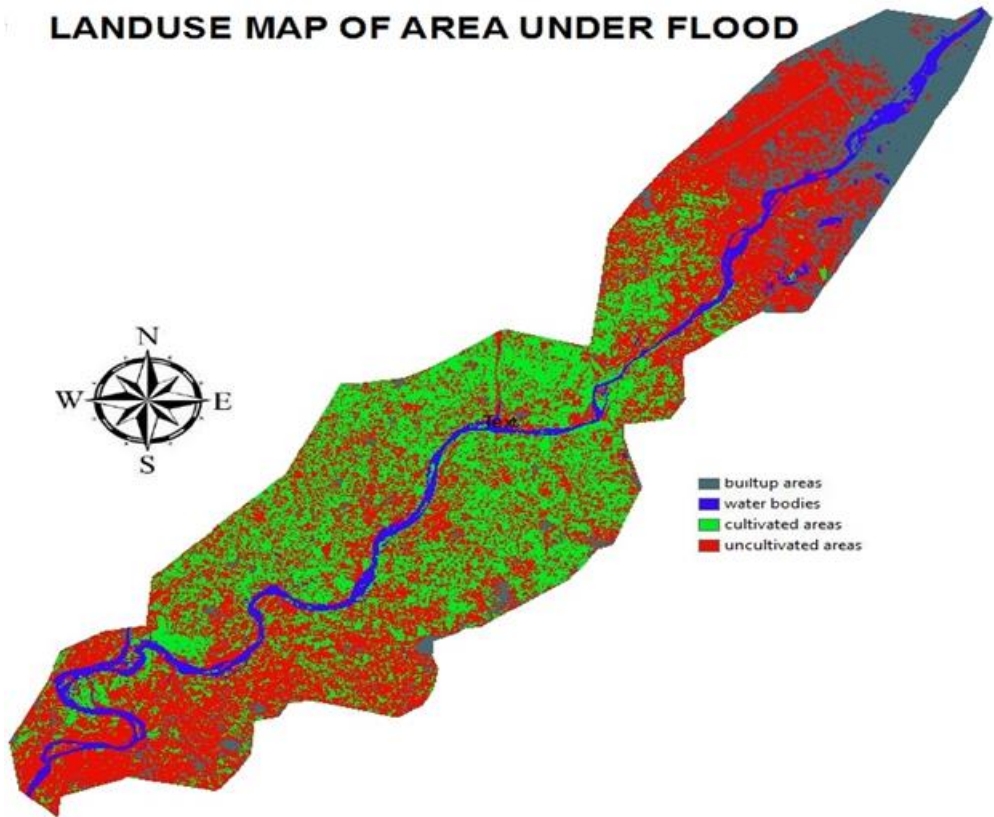 LANDUSE MAP OF AREA UNDER FLOOD
N
W E
S
Text
builtup areas
water bodies
cultivated areas
uncultivated areas